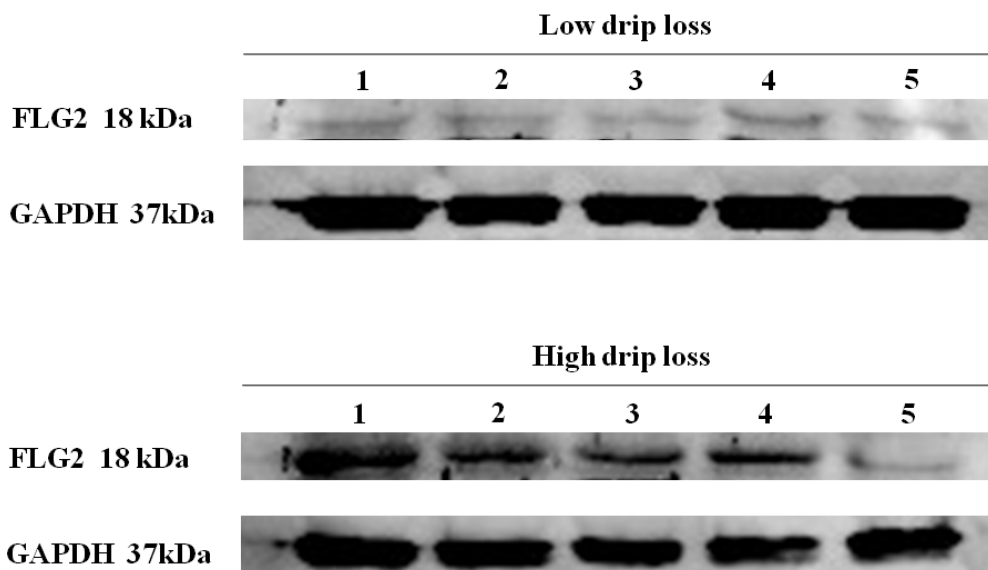 Low drip loss
1 2 3 4 5
FLG2 18 kDa
GAPDH 37kDa
High drip loss
1 2 3 4 5
FLG2 18 kDa
GAPDH 37kDa